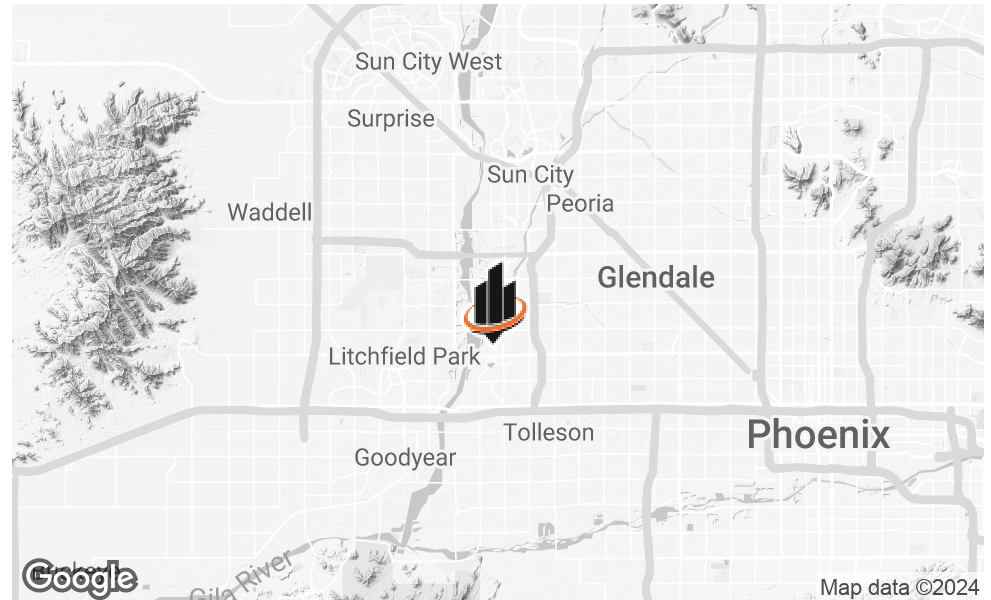 Sun City West
Surprise
Sun City
Peoria
Waddell
Glendale
Litchfield Park
Tolleson
Phoenix
Goodyear
Gila River
Google
Map data ©2024